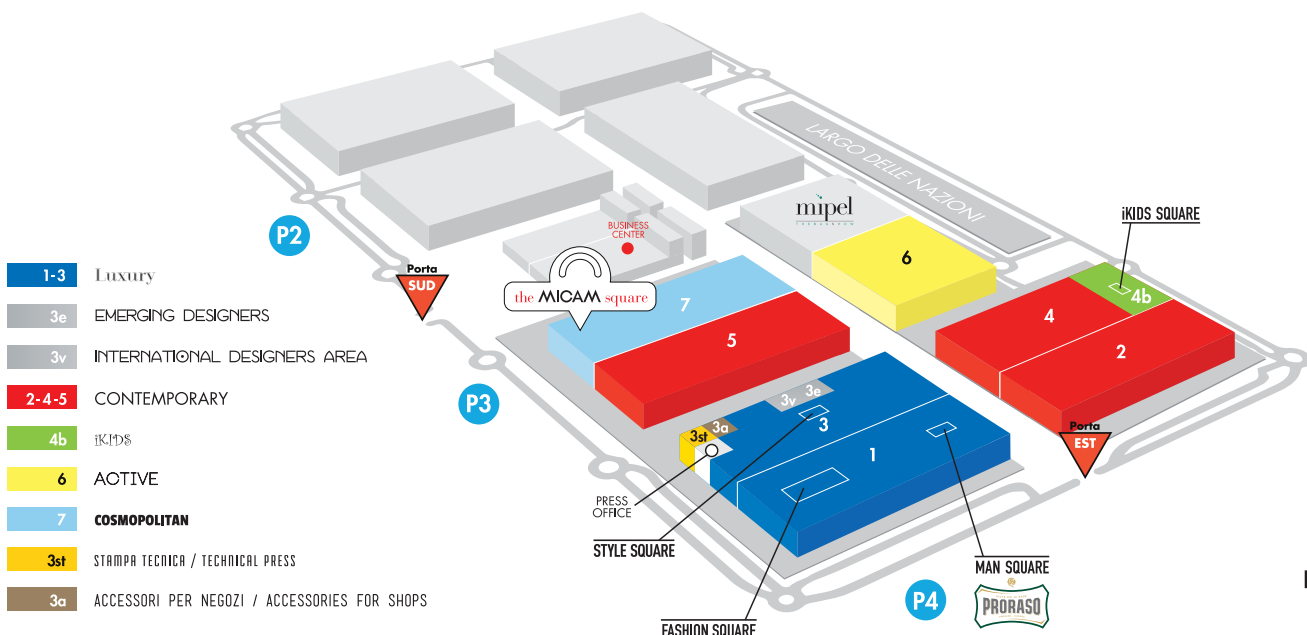 LARGO DELLE NAZIONI
mipel
iKIDS SQUARE
BUSINESS
CENTER
P2
6
4b
1-3 Luxury
Porta
SUD
the MICAM square
7
4
3e EMERGING DESIGNERS
5
2
3v INTERNATIONAL DESIGNERS AREA
2-4-5 CONTEMPORARY
P3
3v
3e
3
3a
3st
Porta
EST
4b iKIDS
1
6 ACTIVE
PRESS
OFFICE
7 COSMOPOLITAN
STYLE SQUARE
3st STAMPA TECNICA / TECHNICAL PRESS
MAN SQUARE
3a ACCESSORI PER NEGOZI / ACCESSORIES FOR SHOPS
P4
PRORASO
FASHION SQUARE